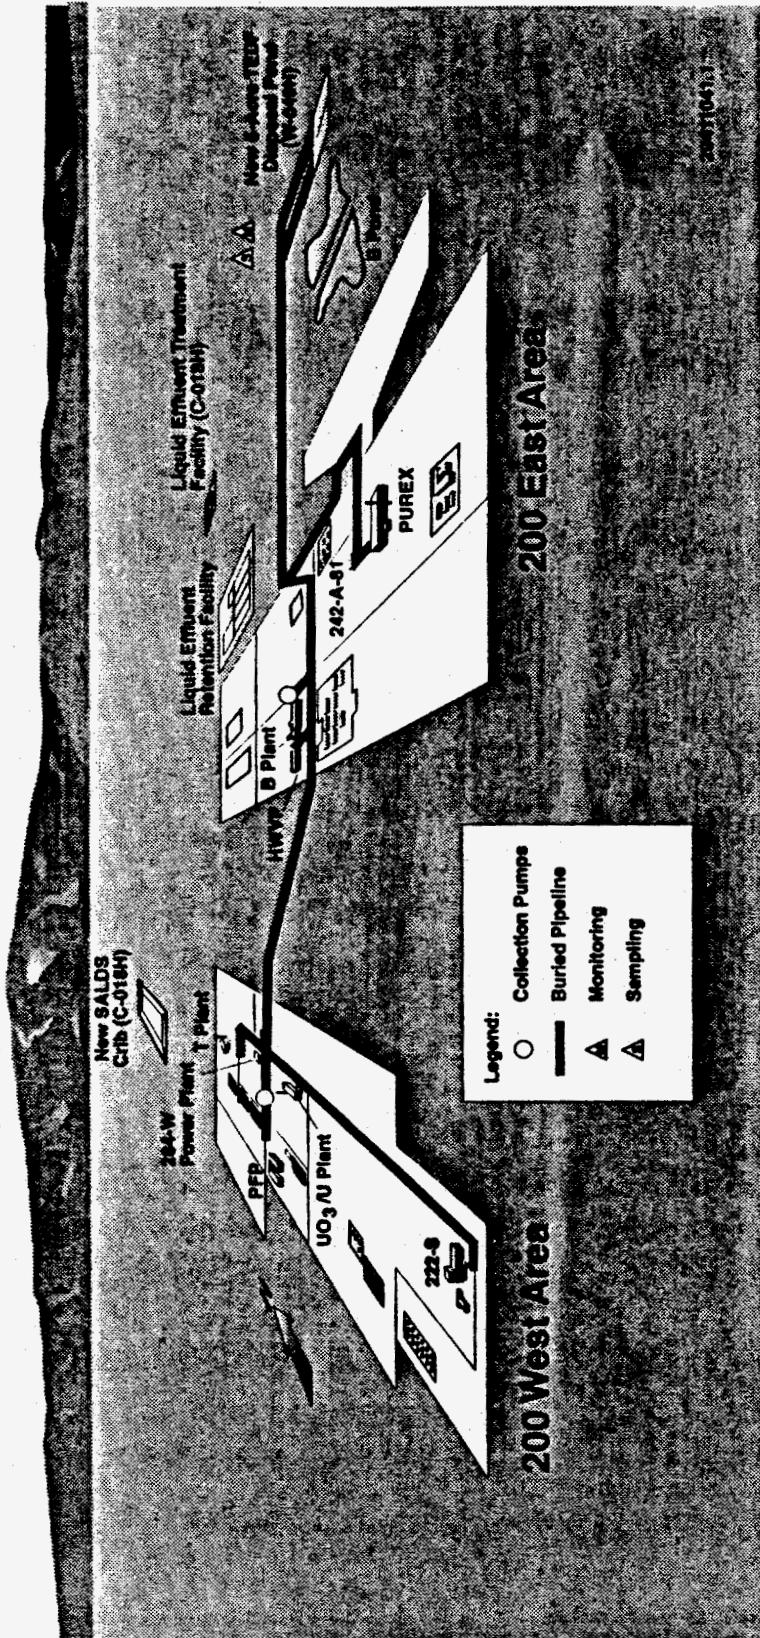 New SALDS
Crib (C-018H)
Power Plant
T Plant
PFP
UO3/U Plant
222-S
200 West Area
Liquid Effluent
Retention Facility
Liquid Effluent Treatment
Facility (C-018H)
Disposal
B Plant
HWVP
242-A-81
PUREX
200 East Area
Legend:
Collection Pumps
Buried Pipeline
Monitoring
Sampling